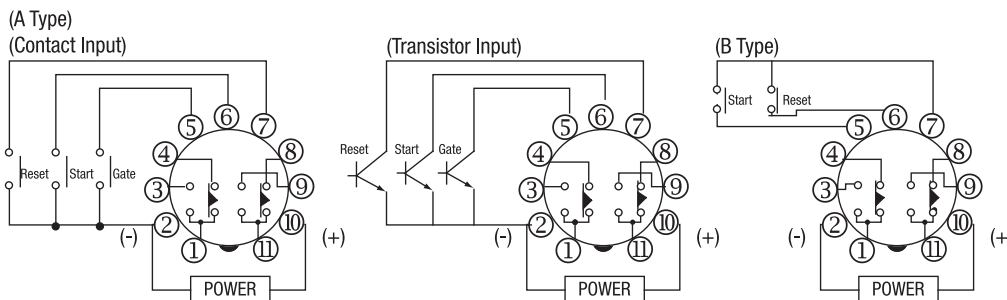 (A Type)
(Contact Input)
Reset
Start
Gate
5
6
7
4
8
3
9
2
10
1
11
(-)
(+)
POWER
(Transistor Input)
Reset
Start
Gate
5
6
7
4
8
3
9
2
10
1
11
(-)
(+)
POWER
(B Type)
Start
Reset
5
6
7
4
8
3
9
2
10
1
11
(-)
(+)
POWER